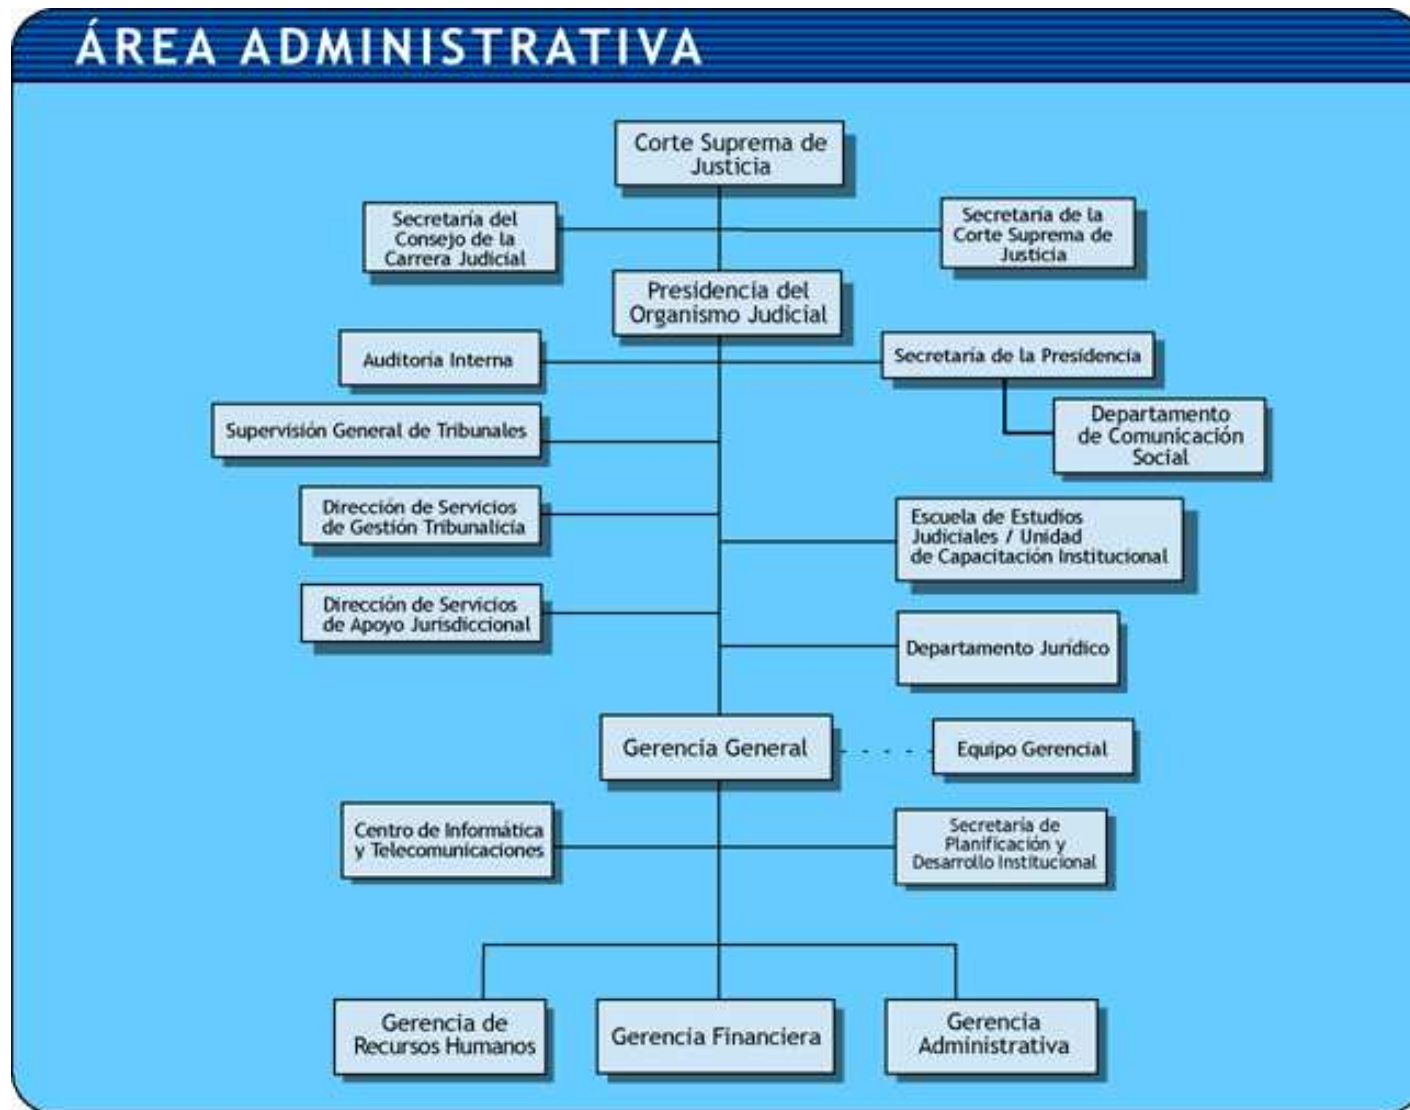 ÁREA ADMINISTRATIVA
Corte Suprema de
Justicia
Secretaría del
Consejo de la
Carrera Judicial
Secretaría de la
Corte Suprema de
Justicia
Presidencia del
Organismo Judicial
Auditoría Interna
Secretaría de la Presidencia
Departamento
de Comunicación
Social
Supervisión General de Tribunales
Dirección de Servicios
de Gestión Tribunalicia
Escuela de Estudios
Judiciales / Unidad
de Capacitación Institucional
Dirección de Servicios
de Apoyo Jurisdiccional
Departamento Jurídico
Gerencia General
Equipo Gerencial
Centro de Informática
y Telecomunicaciones
Secretaría de
Planificación y
Desarrollo Institucional
Gerencia de
Recursos Humanos
Gerencia Financiera
Gerencia
Administrativa